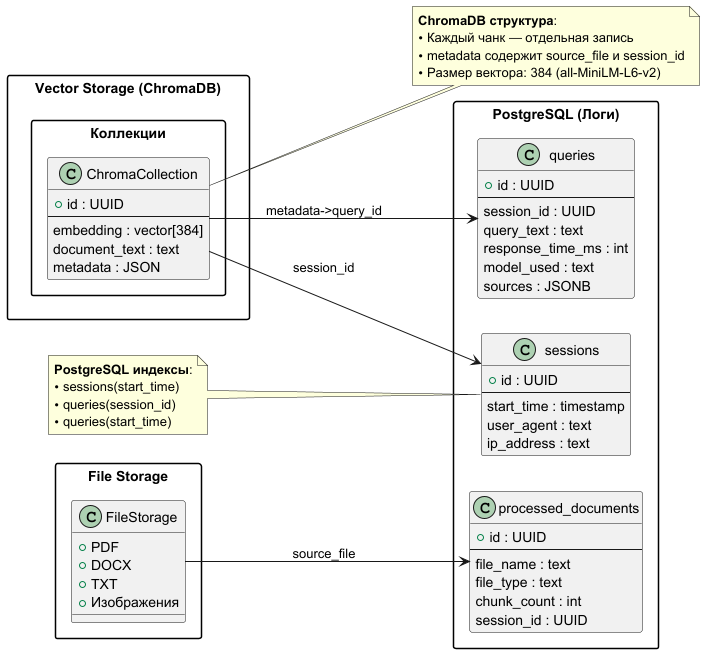 ChromaDB структура:
• Каждый чанк — отдельная запись
• metadata содержит source_file и session_id
• Размер вектора: 384 (all-MiniLM-L6-v2)
Vector Storage (ChromaDB)
Коллекции
C ChromaCollection
id : UUID
embedding : vector[384]
document_text : text
metadata : JSON
metadata->query_id
session_id
PostgreSQL (Логи)
C queries
id : UUID
session_id : UUID
query_text : text
response_time_ms : int
model_used : text
sources : JSONB
C sessions
id : UUID
start_time : timestamp
user_agent : text
ip_address : text
PostgreSQL индексы:
• sessions(start_time)
• queries(session_id)
• queries(start_time)
File Storage
C FileStorage
PDF
DOCX
TXT
Изображения
source_file
C processed_documents
id : UUID
file_name : text
file_type : text
chunk_count : int
session_id : UUID